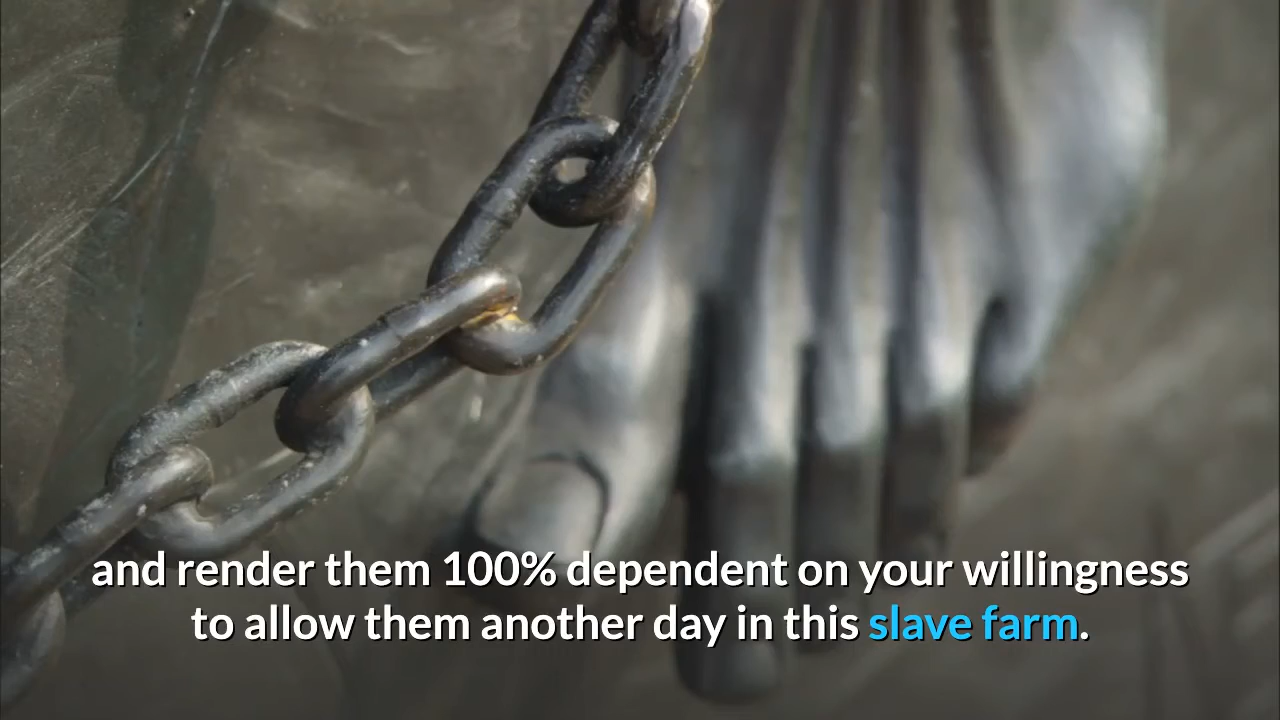 and render them 100% dependent on your willingness
to allow them another day in this slave farm.